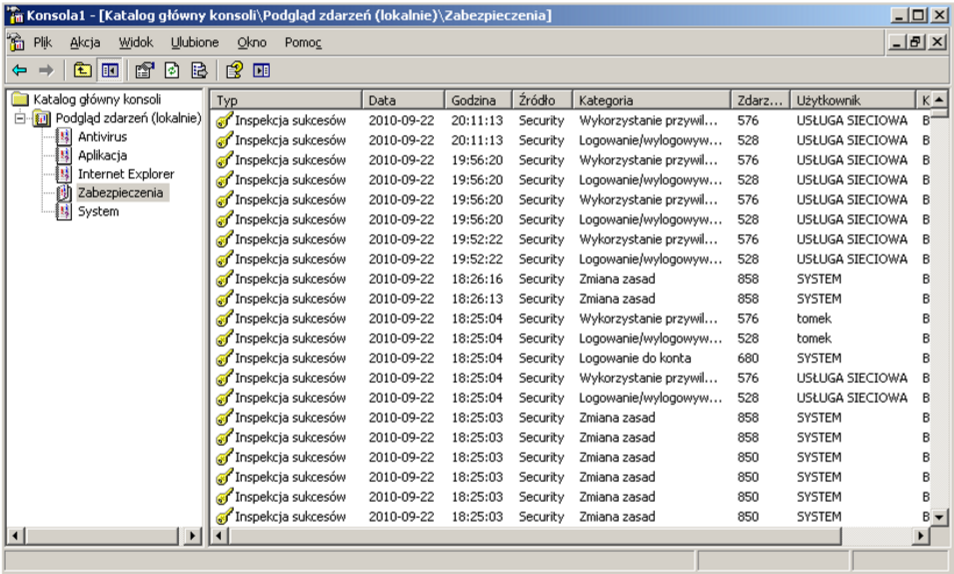 Konsola1 - [Katalog główny konsoli\Podgląd zdarzeń (lokalnie)\Zabezpieczenia]
Plik Akcja Widok Ulubione Okno Pomoc
Katalog główny konsoli
Podgląd zdarzeń (lokalnie)
Antivirus
Aplikacja
Internet Explorer
Zabezpieczenia
System
Typ Data Godzina Źródło Kategoria Zdarz... Użytkownik K
Inspekcja sukcesów 2010-09-22 20:11:13 Security Wykorzystanie przywil... 576 USŁUGA SIECIOWA B
Inspekcja sukcesów 2010-09-22 20:11:13 Security Logowanie/wylogowyw... 528 USŁUGA SIECIOWA B
Inspekcja sukcesów 2010-09-22 19:56:20 Security Wykorzystanie przywil... 576 USŁUGA SIECIOWA B
Inspekcja sukcesów 2010-09-22 19:56:20 Security Logowanie/wylogowyw... 528 USŁUGA SIECIOWA B
Inspekcja sukcesów 2010-09-22 19:56:20 Security Wykorzystanie przywil... 576 USŁUGA SIECIOWA B
Inspekcja sukcesów 2010-09-22 19:56:20 Security Logowanie/wylogowyw... 528 USŁUGA SIECIOWA B
Inspekcja sukcesów 2010-09-22 19:52:22 Security Wykorzystanie przywil... 576 USŁUGA SIECIOWA B
Inspekcja sukcesów 2010-09-22 19:52:22 Security Logowanie/wylogowyw... 528 USŁUGA SIECIOWA B
Inspekcja sukcesów 2010-09-22 18:26:16 Security Zmiana zasad 858 SYSTEM B
Inspekcja sukcesów 2010-09-22 18:26:13 Security Zmiana zasad 858 SYSTEM B
Inspekcja sukcesów 2010-09-22 18:25:04 Security Wykorzystanie przywil... 576 tomek B
Inspekcja sukcesów 2010-09-22 18:25:04 Security Logowanie/wylogowyw... 528 tomek B
Inspekcja sukcesów 2010-09-22 18:25:04 Security Logowanie do konta 680 SYSTEM B
Inspekcja sukcesów 2010-09-22 18:25:04 Security Wykorzystanie przywil... 576 USŁUGA SIECIOWA B
Inspekcja sukcesów 2010-09-22 18:25:04 Security Logowanie/wylogowyw... 528 USŁUGA SIECIOWA B
Inspekcja sukcesów 2010-09-22 18:25:03 Security Zmiana zasad 858 SYSTEM B
Inspekcja sukcesów 2010-09-22 18:25:03 Security Zmiana zasad 858 SYSTEM B
Inspekcja sukcesów 2010-09-22 18:25:03 Security Zmiana zasad 850 SYSTEM B
Inspekcja sukcesów 2010-09-22 18:25:03 Security Zmiana zasad 850 SYSTEM B
Inspekcja sukcesów 2010-09-22 18:25:03 Security Zmiana zasad 850 SYSTEM B
Inspekcja sukcesów 2010-09-22 18:25:03 Security Zmiana zasad 850 SYSTEM B